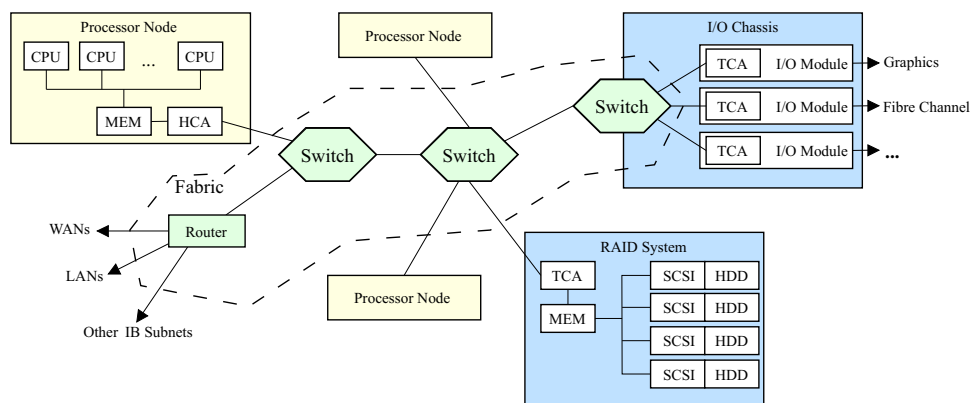 Processor Node
CPU CPU ... CPU
MEM HCA
Processor Node
I/O Chassis
TCA I/O Module Graphics
TCA I/O Module Fibre Channel
TCA I/O Module ...
Switch
Switch
Switch
Fabric
Router
WANs
LANs
Other IB Subnets
Processor Node
RAID System
TCA
MEM
SCSI HDD
SCSI HDD
SCSI HDD
SCSI HDD